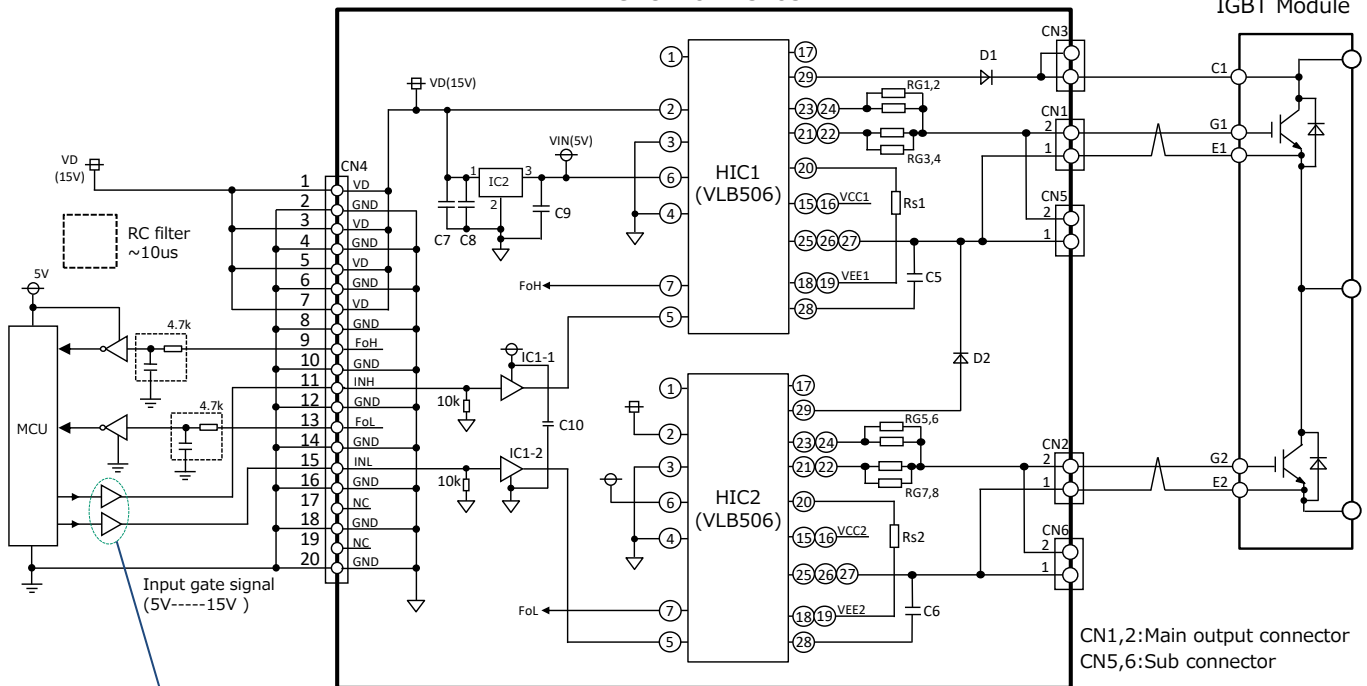 IGBT Module
VD
(15V)
RC filter
~10us
5V
4.7k
4.7k
MCU
Input gate signal
(5V-----15V )
CN4
1 VD
2 GND
3 VD
4 GND
5 VD
6 GND
7 VD
8 GND
9 FoH
10 GND
11 INH
12 GND
13 FoL
14 GND
15 INL
16 GND
17 NC
18 GND
19 NC
20 GND
VD(15V)
VIN(5V)
1 IC2 3
2
C7 C8
C9
FoH
IC1-1
10k
C10
IC1-2
10k
FoL
1
2
3
6
4
7
5
HIC1
(VLB506)
17
29
23 24
21 22
20
15 16 VCC1
25 26 27
18 19 VEE1
28
D1
RG1,2
RG3,4
Rs1
C5
D2
1
2
3
6
4
7
5
HIC2
(VLB506)
17
29
23 24
21 22
20
15 16 VCC2
25 26 27
18 19 VEE2
28
RG5,6
RG7,8
Rs2
C6
CN3
CN1
2
1
CN5
2
1
CN2
2
1
CN6
2
1
C1
G1
E1
G2
E2
CN1,2:Main output connector
CN5,6:Sub connector